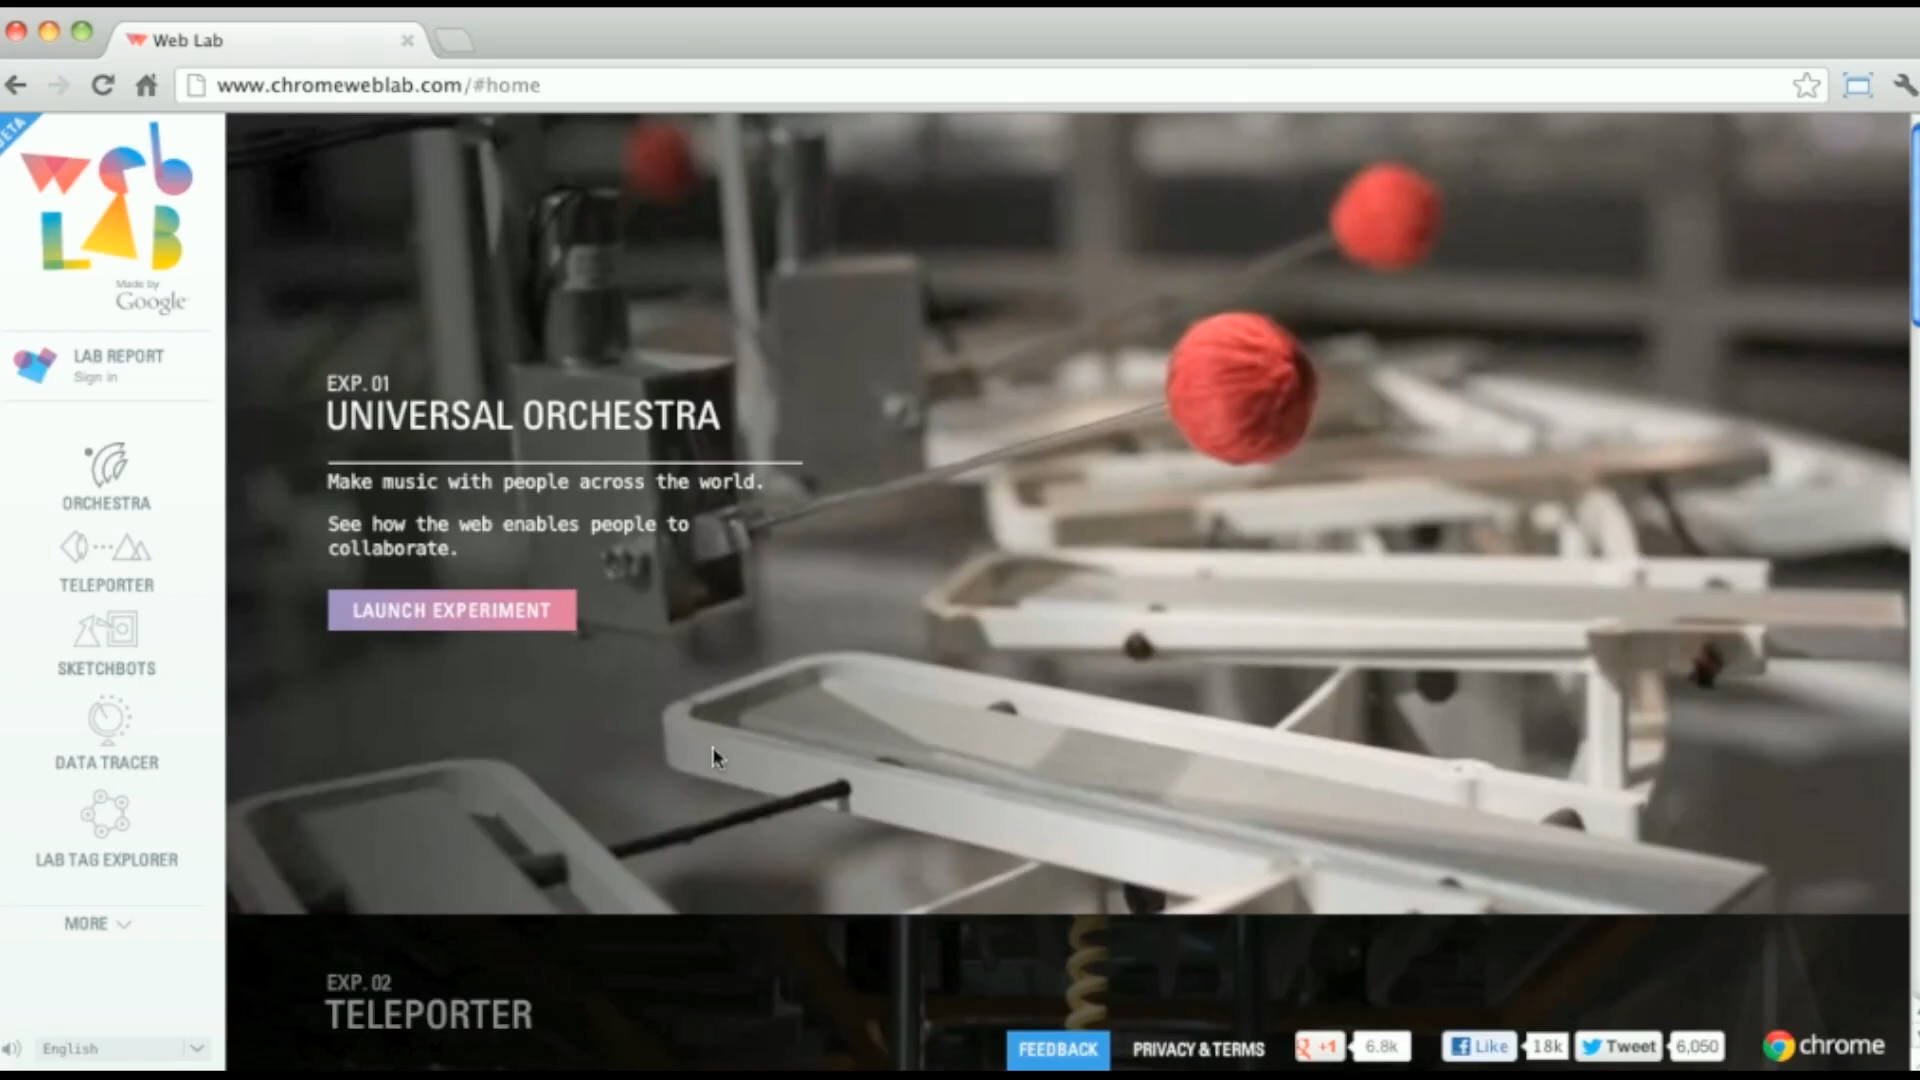 Web Lab
www.chromeweblab.com/#home
BETA
web
LAB
Made by
Google
LAB REPORT
Sign in
ORCHESTRA
TELEPORTER
SKETCHBOTS
DATA TRACER
LAB TAG EXPLORER
MORE
English
EXP. 01
UNIVERSAL ORCHESTRA
Make music with people across the world.
See how the web enables people to
collaborate.
LAUNCH EXPERIMENT
EXP. 02
TELEPORTER
FEEDBACK PRIVACY & TERMS +1 6.8k Like 18k Tweet 6,050 chrome